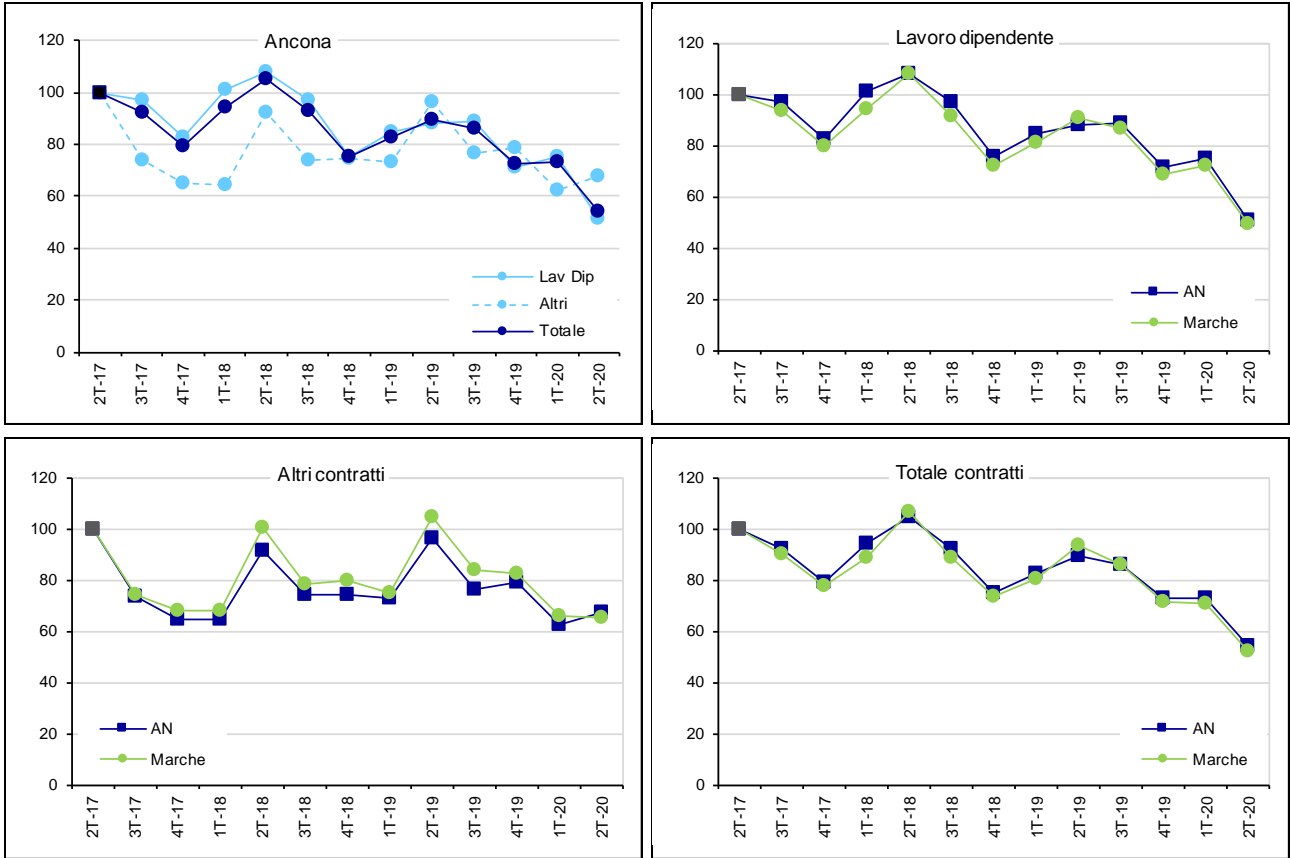 Ancona
120
100
80
60
40
20
0
Lav Dip
Altri
Totale
2T-17
3T-17
4T-17
1T-18
2T-18
3T-18
4T-18
1T-19
2T-19
3T-19
4T-19
1T-20
2T-20
Lavoro dipendente
120
100
80
60
40
20
0
AN
Marche
2T-17
3T-17
4T-17
1T-18
2T-18
3T-18
4T-18
1T-19
2T-19
3T-19
4T-19
1T-20
2T-20
Altri contratti
120
100
80
60
40
20
0
AN
Marche
2T-17
3T-17
4T-17
1T-18
2T-18
3T-18
4T-18
1T-19
2T-19
3T-19
4T-19
1T-20
2T-20
Totale contratti
120
100
80
60
40
20
0
AN
Marche
2T-17
3T-17
4T-17
1T-18
2T-18
3T-18
4T-18
1T-19
2T-19
3T-19
4T-19
1T-20
2T-20